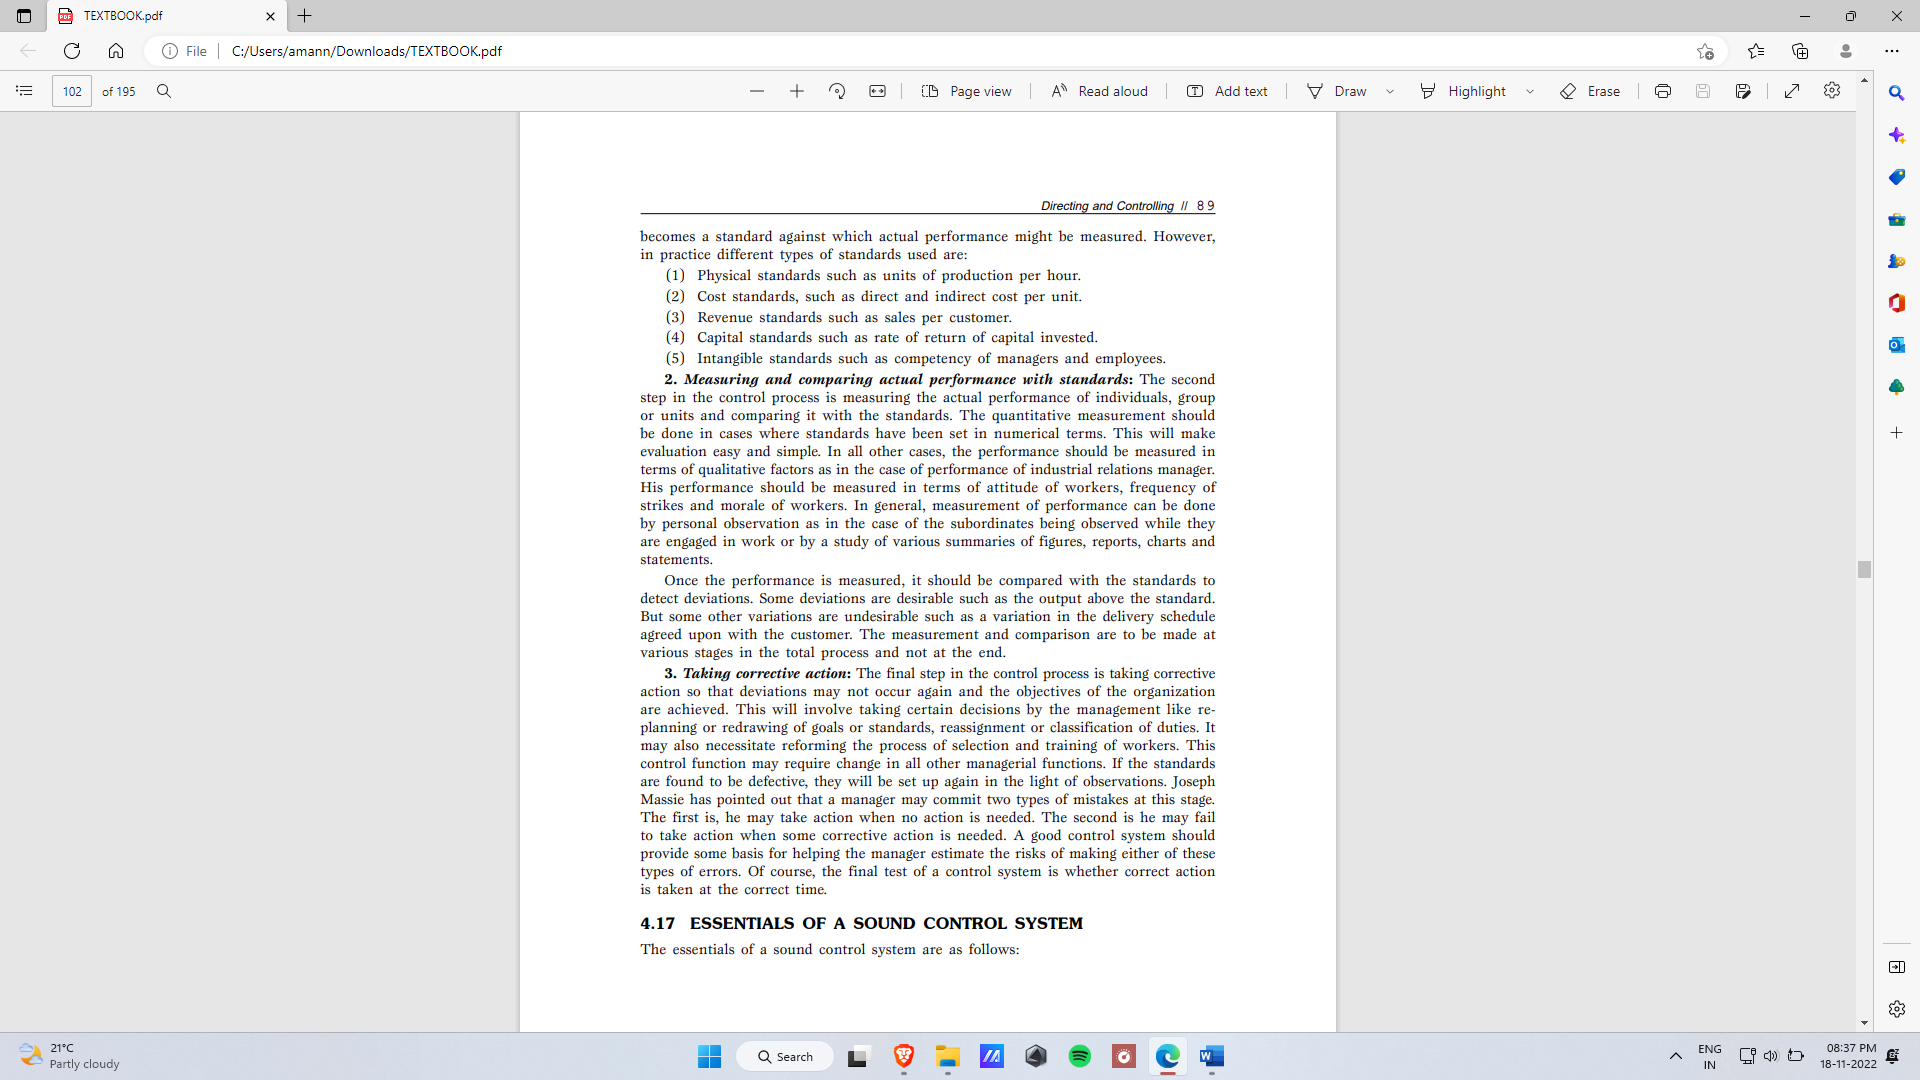 TEXTBOOK.pdf
File
C:/Users/amann/Downloads/TEXTBOOK.pdf
102 of 195
Page view
Read aloud
Add text
Draw
Highlight
Erase
Directing and Controlling // 89
becomes a standard against which actual performance might be measured. However,
in practice different types of standards used are:
(1) Physical standards such as units of production per hour.
(2) Cost standards, such as direct and indirect cost per unit.
(3) Revenue standards such as sales per customer.
(4) Capital standards such as rate of return of capital invested.
(5) Intangible standards such as competency of managers and employees.
2. Measuring and comparing actual performance with standards: The second
step in the control process is measuring the actual performance of individuals, group
or units and comparing it with the standards. The quantitative measurement should
be done in cases where standards have been set in numerical terms. This will make
evaluation easy and simple. In all other cases, the performance should be measured in
terms of qualitative factors as in the case of performance of industrial relations manager.
His performance should be measured in terms of attitude of workers, frequency of
strikes and morale of workers. In general, measurement of performance can be done
by personal observation as in the case of the subordinates being observed while they
are engaged in work or by a study of various summaries of figures, reports, charts and
statements.
Once the performance is measured, it should be compared with the standards to
detect deviations. Some deviations are desirable such as the output above the standard.
But some other variations are undesirable such as a variation in the delivery schedule
agreed upon with the customer. The measurement and comparison are to be made at
various stages in the total process and not at the end.
3. Taking corrective action: The final step in the control process is taking corrective
action so that deviations may not occur again and the objectives of the organization
are achieved. This will involve taking certain decisions by the management like re-
planning or redrawing of goals or standards, reassignment or classification of duties. It
may also necessitate reforming the process of selection and training of workers. This
control function may require change in all other managerial functions. If the standards
are found to be defective, they will be set up again in the light of observations. Joseph
Massie has pointed out that a manager may commit two types of mistakes at this stage.
The first is, he may take action when no action is needed. The second is he may fail
to take action when some corrective action is needed. A good control system should
provide some basis for helping the manager estimate the risks of making either of these
types of errors. Of course, the final test of a control system is whether correct action
is taken at the correct time.
4.17 ESSENTIALS OF A SOUND CONTROL SYSTEM
The essentials of a sound control system are as follows:
21°C
Partly cloudy
Search
ENG
IN
08:37 PM
18-11-2022